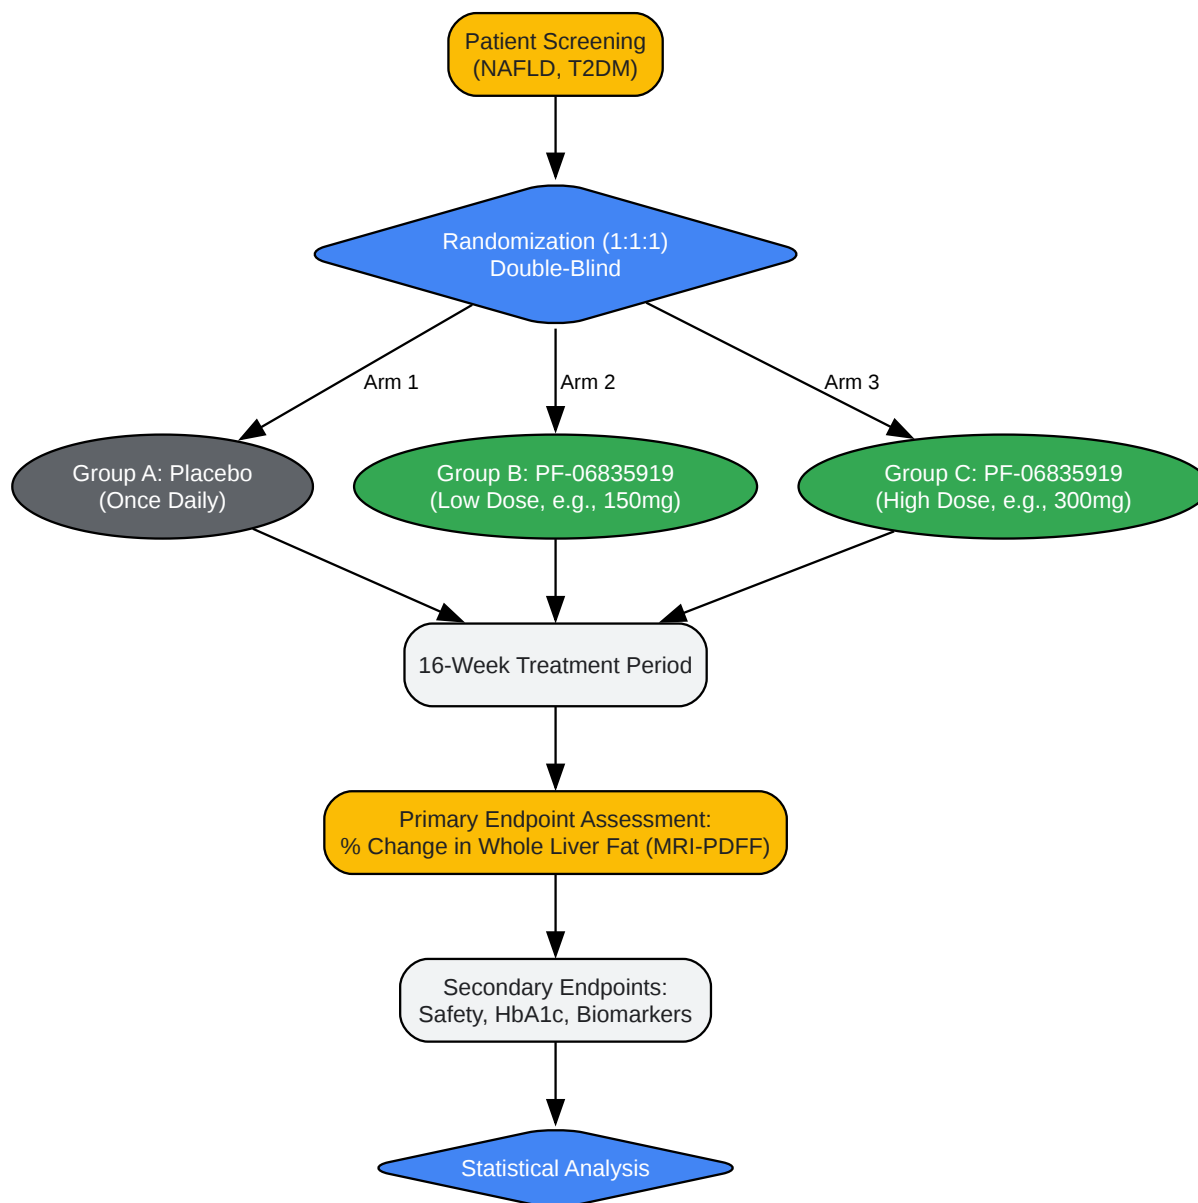 Patient Screening
(NAFLD, T2DM)
Randomization (1:1:1)
Double-Blind
Arm 1
Arm 2
Arm 3
Group A: Placebo
(Once Daily)
Group B: PF-06835919
(Low Dose, e.g., 150mg)
Group C: PF-06835919
(High Dose, e.g., 300mg)
16-Week Treatment Period
Primary Endpoint Assessment:
% Change in Whole Liver Fat (MRI-PDFF)
Secondary Endpoints:
Safety, HbA1c, Biomarkers
Statistical Analysis